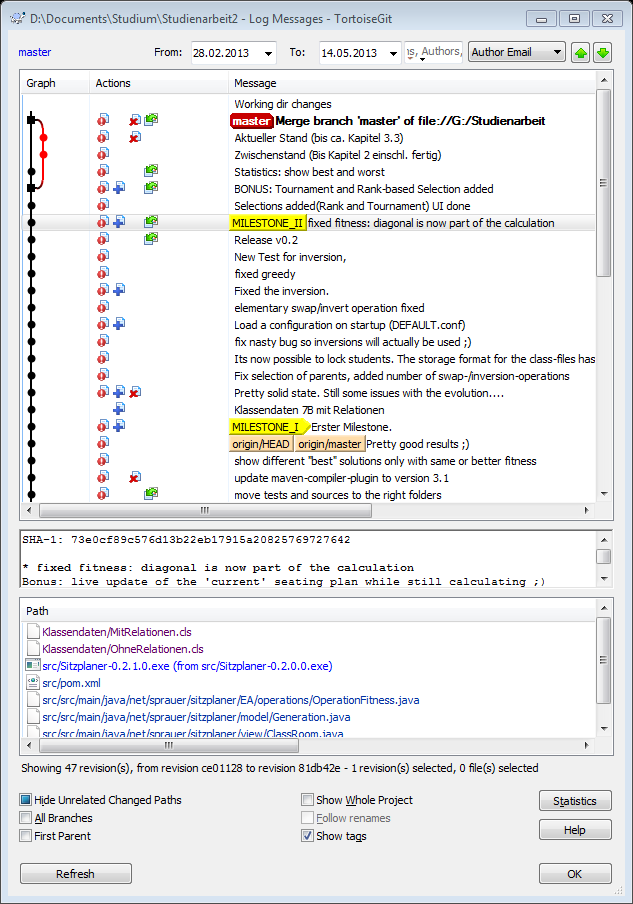 D:\Documents\Studium\Studienarbeit2 - Log Messages - TortoiseGit
master From: 28.02.2013 To: 14.05.2013 Authors, Author Email
Graph Actions Message
Working dir changes
master Merge branch 'master' of file://G:/Studienarbeit
Aktueller Stand (bis ca. Kapitel 3.3)
Zwischenstand (Bis Kapitel 2 einschl. fertig)
Statistics: show best and worst
BONUS: Tournament and Rank-based Selection added
Selections added(Rank and Tournament) UI done
MILESTONE_II fixed fitness: diagonal is now part of the calculation
Release v0.2
New Test for inversion,
fixed greedy
Fixed the inversion.
elementary swap/invert operation fixed
Load a configuration on startup (DEFAULT.conf)
fix nasty bug so inversions will actually be used ;)
Its now possible to lock students. The storage format for the class-files has
Fix selection of parents, added number of swap-/inversion-operations
Pretty solid state. Still some issues with the evolution....
Klassendaten 7B mit Relationen
MILESTONE_I Erster Milestone.
origin/HEAD origin/master Pretty good results ;)
show different "best" solutions only with same or better fitness
update maven-compiler-plugin to version 3.1
move tests and sources to the right folders
SHA-1: 73e0cf89c576d13b22eb17915a20825769727642
* fixed fitness: diagonal is now part of the calculation
Bonus: live update of the 'current' seating plan while still calculating ;)
Path
Klassendaten/MitRelationen.cls
Klassendaten/OhneRelationen.cls
src/Sitzplaner-0.2.1.0.exe (from src/Sitzplaner-0.2.0.0.exe)
src/pom.xml
src/src/main/java/net/sprauer/sitzplaner/EA/operations/OperationFitness.java
src/src/main/java/net/sprauer/sitzplaner/model/Generation.java
src/src/main/java/net/sprauer/sitzplaner/view/ClassRoom.java
Showing 47 revision(s), from revision ce01128 to revision 81db42e - 1 revision(s) selected, 0 file(s) selected
Hide Unrelated Changed Paths Show Whole Project Statistics
All Branches Follow renames
First Parent Show tags Help
Refresh OK